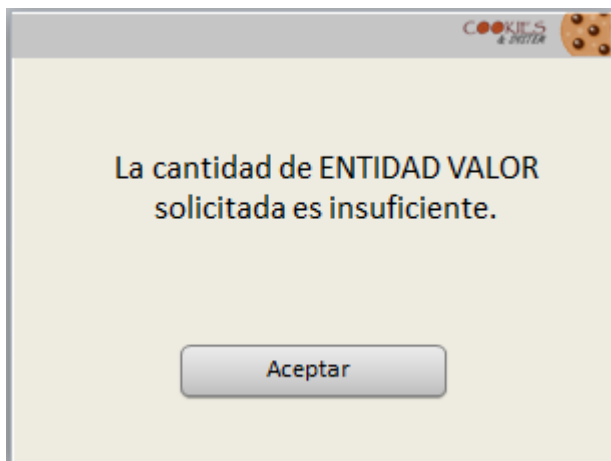 COOKIES
La cantidad de ENTIDAD VALOR
solicitada es insuficiente.
Aceptar